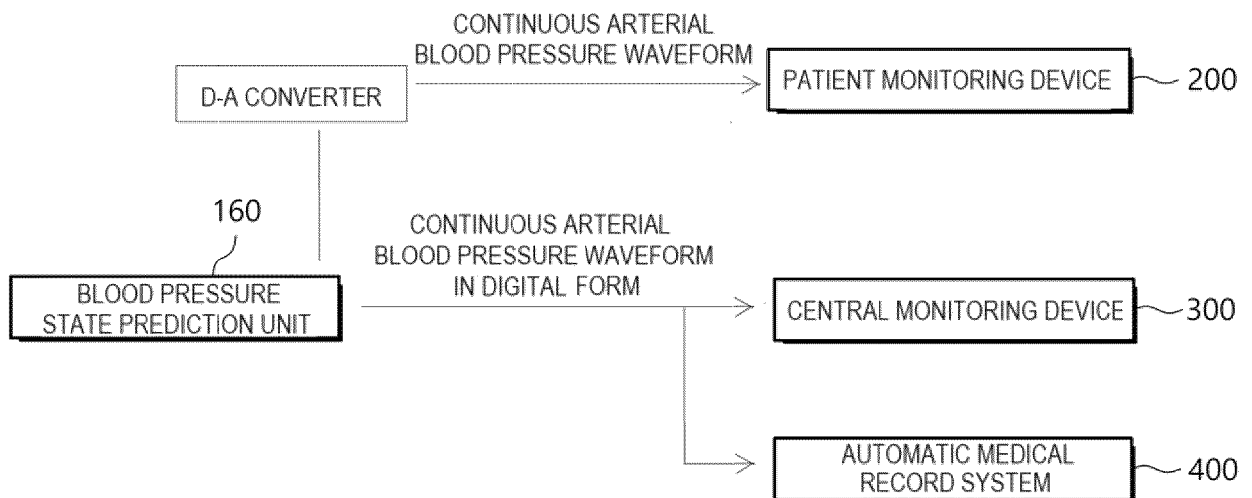 CONTINUOUS ARTERIAL
BLOOD PRESSURE WAVEFORM
D-A CONVERTER
PATIENT MONITORING DEVICE
200
160
CONTINUOUS ARTERIAL
BLOOD PRESSURE WAVEFORM
IN DIGITAL FORM
BLOOD PRESSURE
STATE PREDICTION UNIT
CENTRAL MONITORING DEVICE
300
AUTOMATIC MEDICAL
RECORD SYSTEM
400